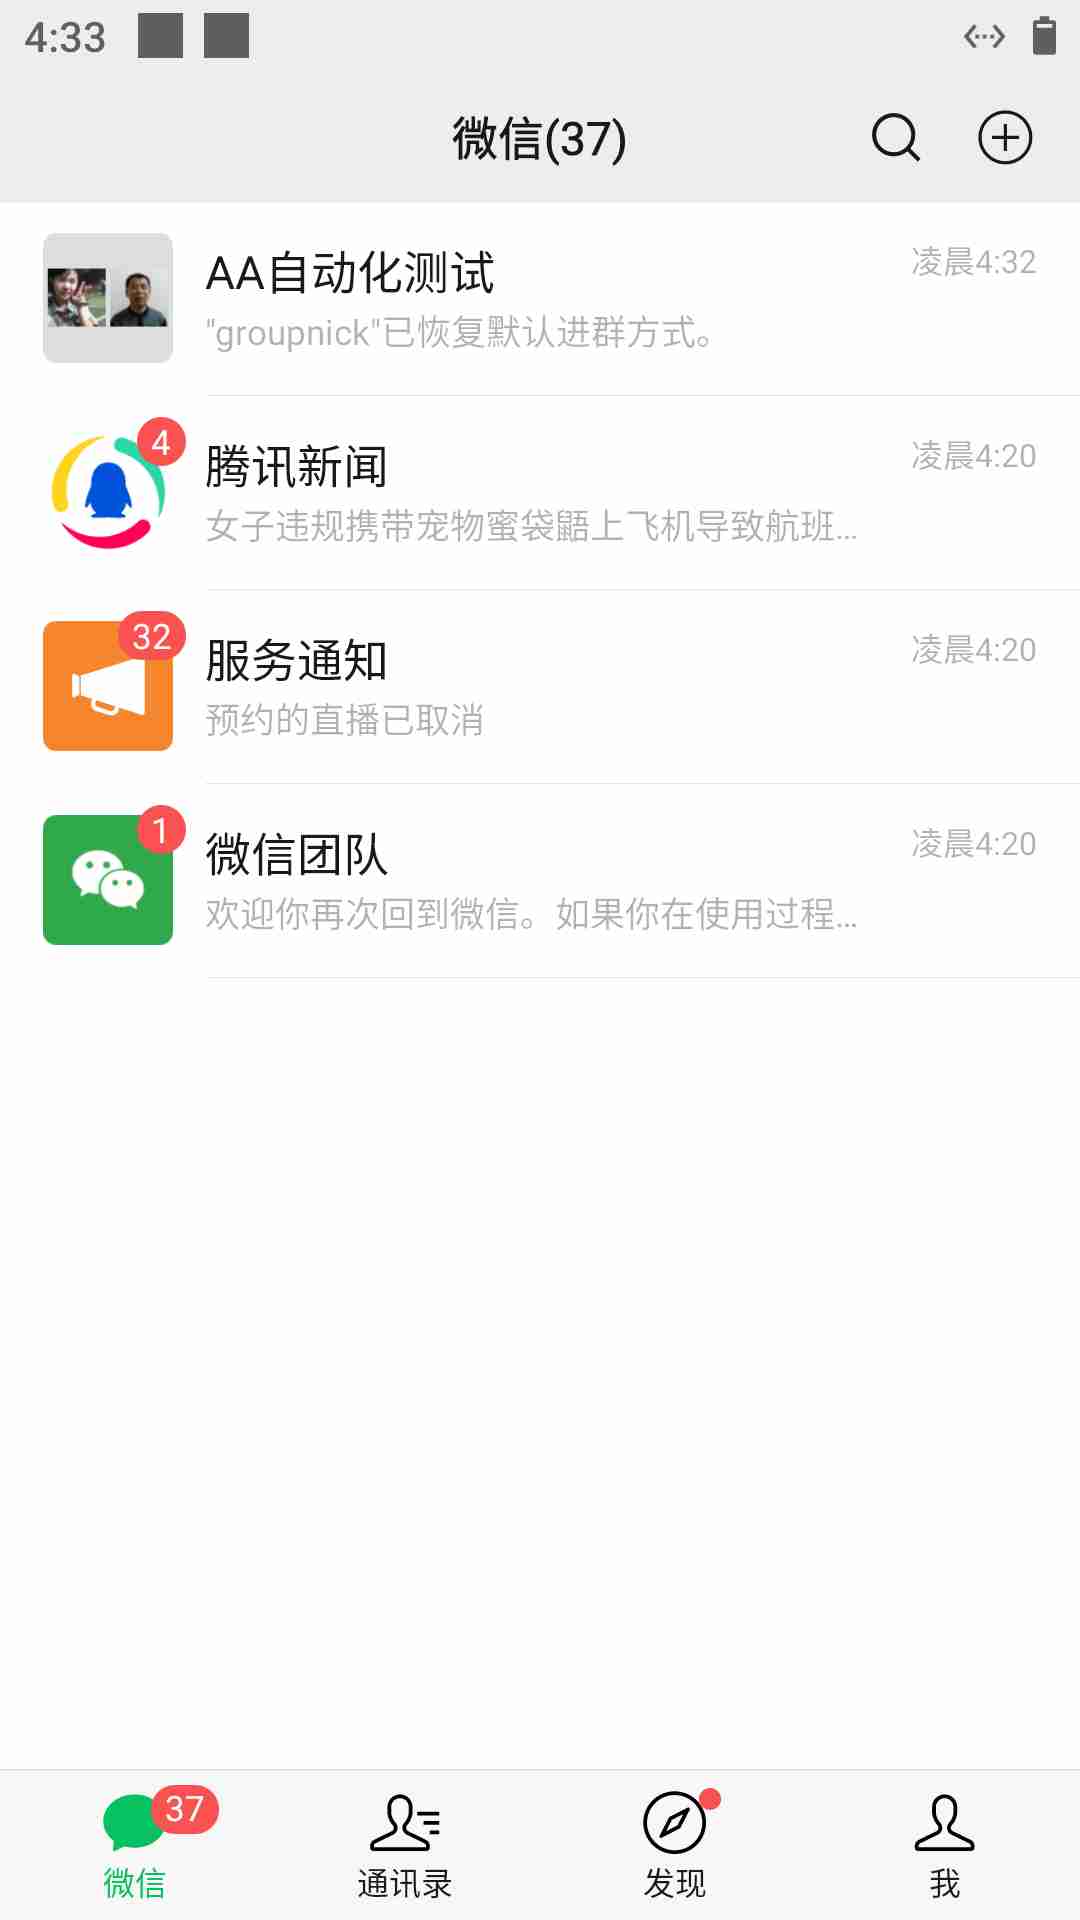 4:33
微信(37)
AA自动化测试
凌晨4:32
"groupnick"已恢复默认进群方式。
4
腾讯新闻
凌晨4:20
女子违规携带宠物蜜袋鼯上飞机导致航班...
32
服务通知
凌晨4:20
预约的直播已取消
1
微信团队
凌晨4:20
欢迎你再次回到微信。如果你在使用过程...
37
微信
通讯录
发现
我